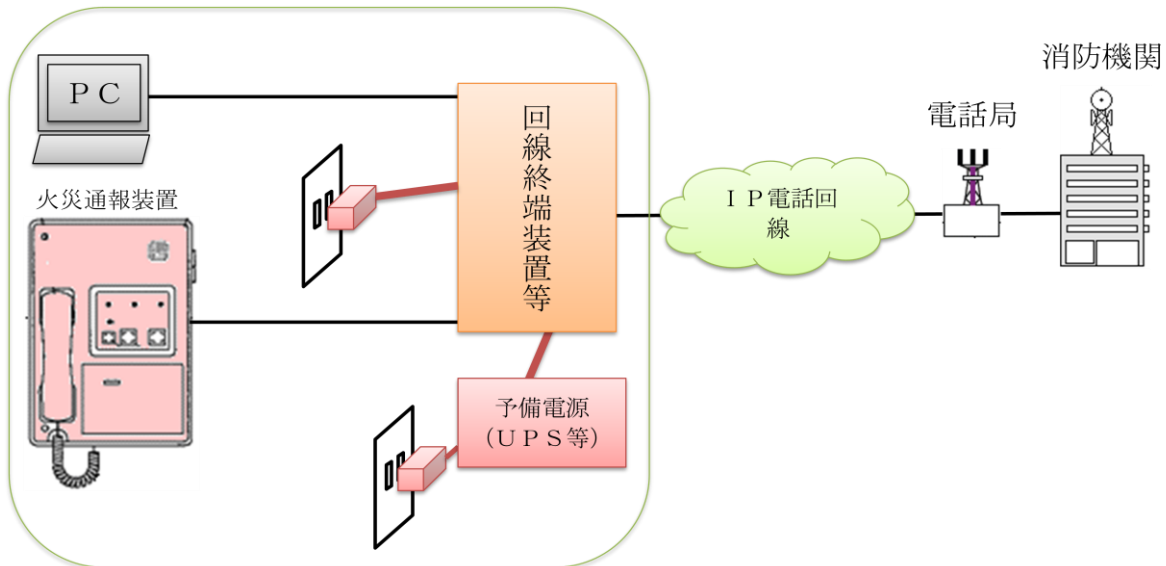 ＰＣ
火災通報装置
回線終端装置等
予備電源
（ＵＰＳ等）
ＩＰ電話回
線
電話局
消防機関